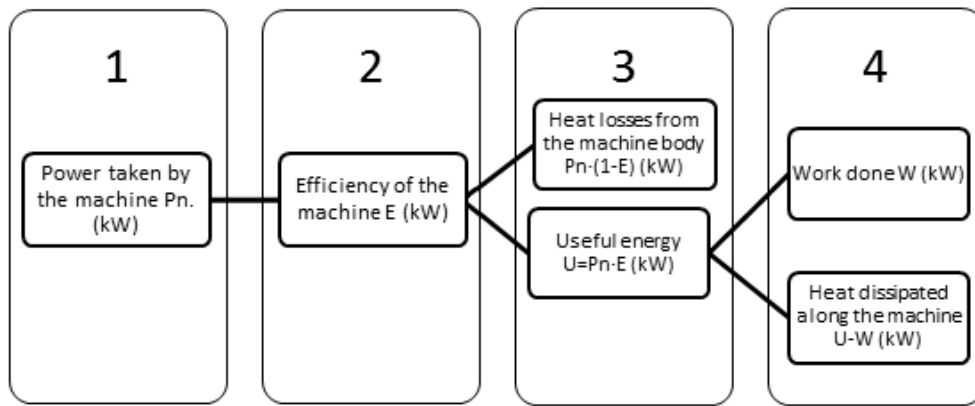 1
Power taken by
the machine Pn.
(kW)
2
Efficiency of the
machine E (kW)
3
Heat losses from
the machine body
Pn·(1-E) (kW)
Useful energy
U=Pn·E (kW)
4
Work done W (kW)
Heat dissipated
along the machine
U-W (kW)